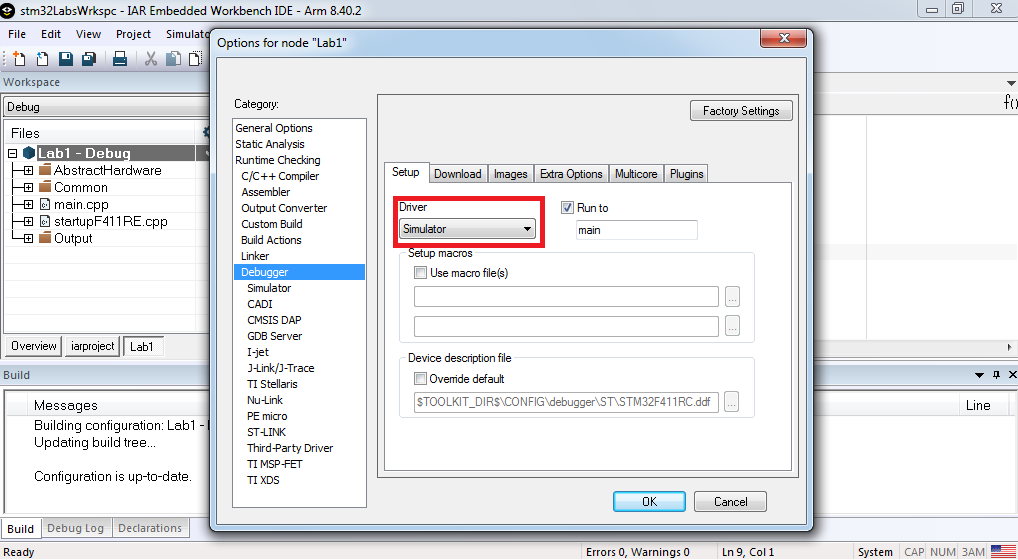 stm32LabsWrkspc - IAR Embedded Workbench IDE - Arm 8.40.2
File Edit View Project Simulato
Workspace
Debug
Files
Lab1 - Debug
AbstractHardware
Common
main.cpp
startupF411RE.cpp
Output
Overview iarproject Lab1
Options for node "Lab1"
Category:
General Options
Static Analysis
Runtime Checking
C/C++ Compiler
Assembler
Output Converter
Custom Build
Build Actions
Linker
Debugger
Simulator
CADI
CMSIS DAP
GDB Server
I-jet
J-Link/J-Trace
TI Stellaris
Nu-Link
PE micro
ST-LINK
Third-Party Driver
TI MSP-FET
TI XDS
Factory Settings
Setup Download Images Extra Options Multicore Plugins
Driver
Simulator
Run to
main
Setup macros
Use macro file(s)
...
...
Device description file
Override default
$TOOLKIT_DIR$\CONFIG\debugger\ST\STM32F411RC.ddf
...
OK Cancel
f()
Build
Messages Line
Building configuration: Lab1 -
Updating build tree...
Configuration is up-to-date.
Build Debug Log Declarations
Ready Errors 0, Warnings 0 Ln 9, Col 1 System CAP NUM ЗАМ